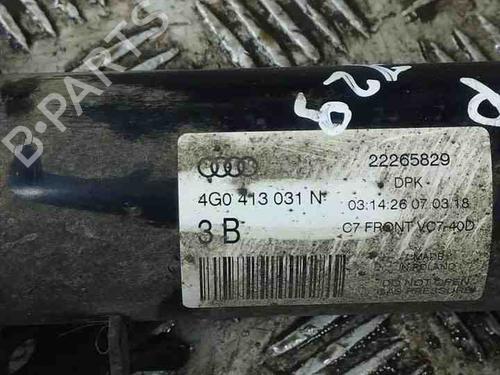 B-PARTS
22265829
4G0 413 031 N
DPK
03:14:26 07.03.18
3 B
C7 FRONT VC7-40D
MADE
IN POLAND
DO NOT OPEN
GAS PRESSURE